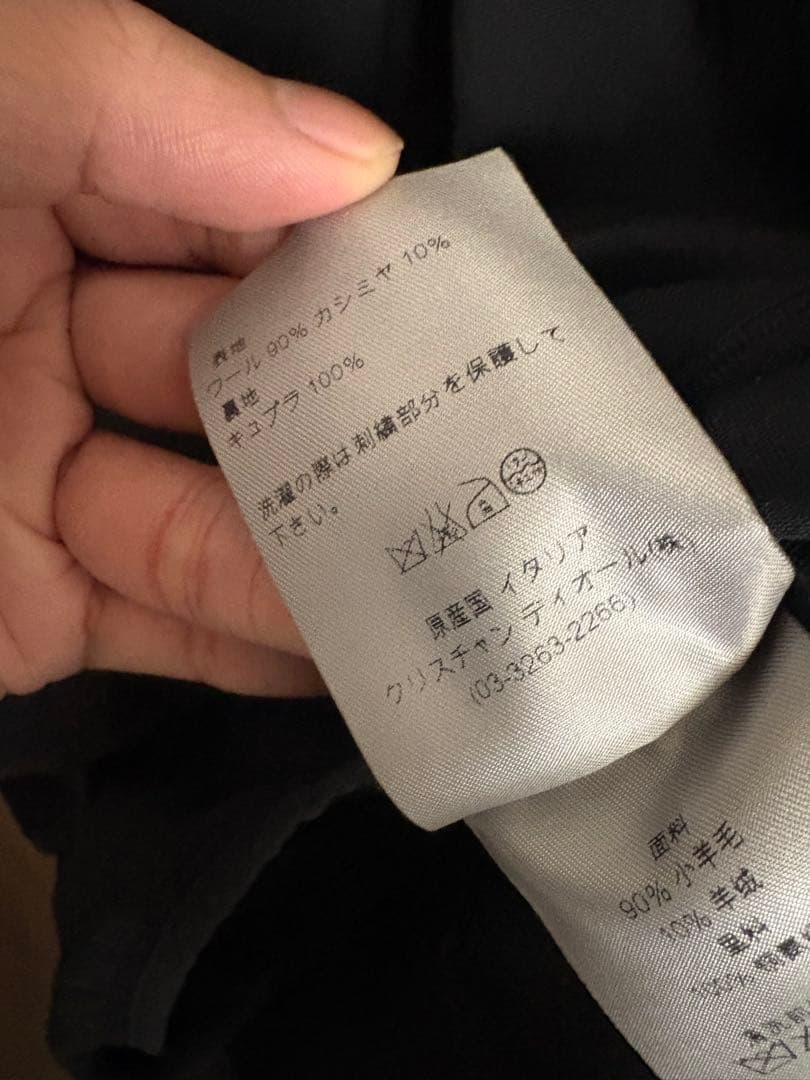 表地
ウール 90% カシミヤ 10%
裏地
キュプラ 100%
洗濯の際は刺繍部分を保護して
下さい。
原産国 イタリア
クリスチャン ディオール(株)
(03-3263-2266)
面料
90% 小羊毛
10% 羊绒
里料
100%